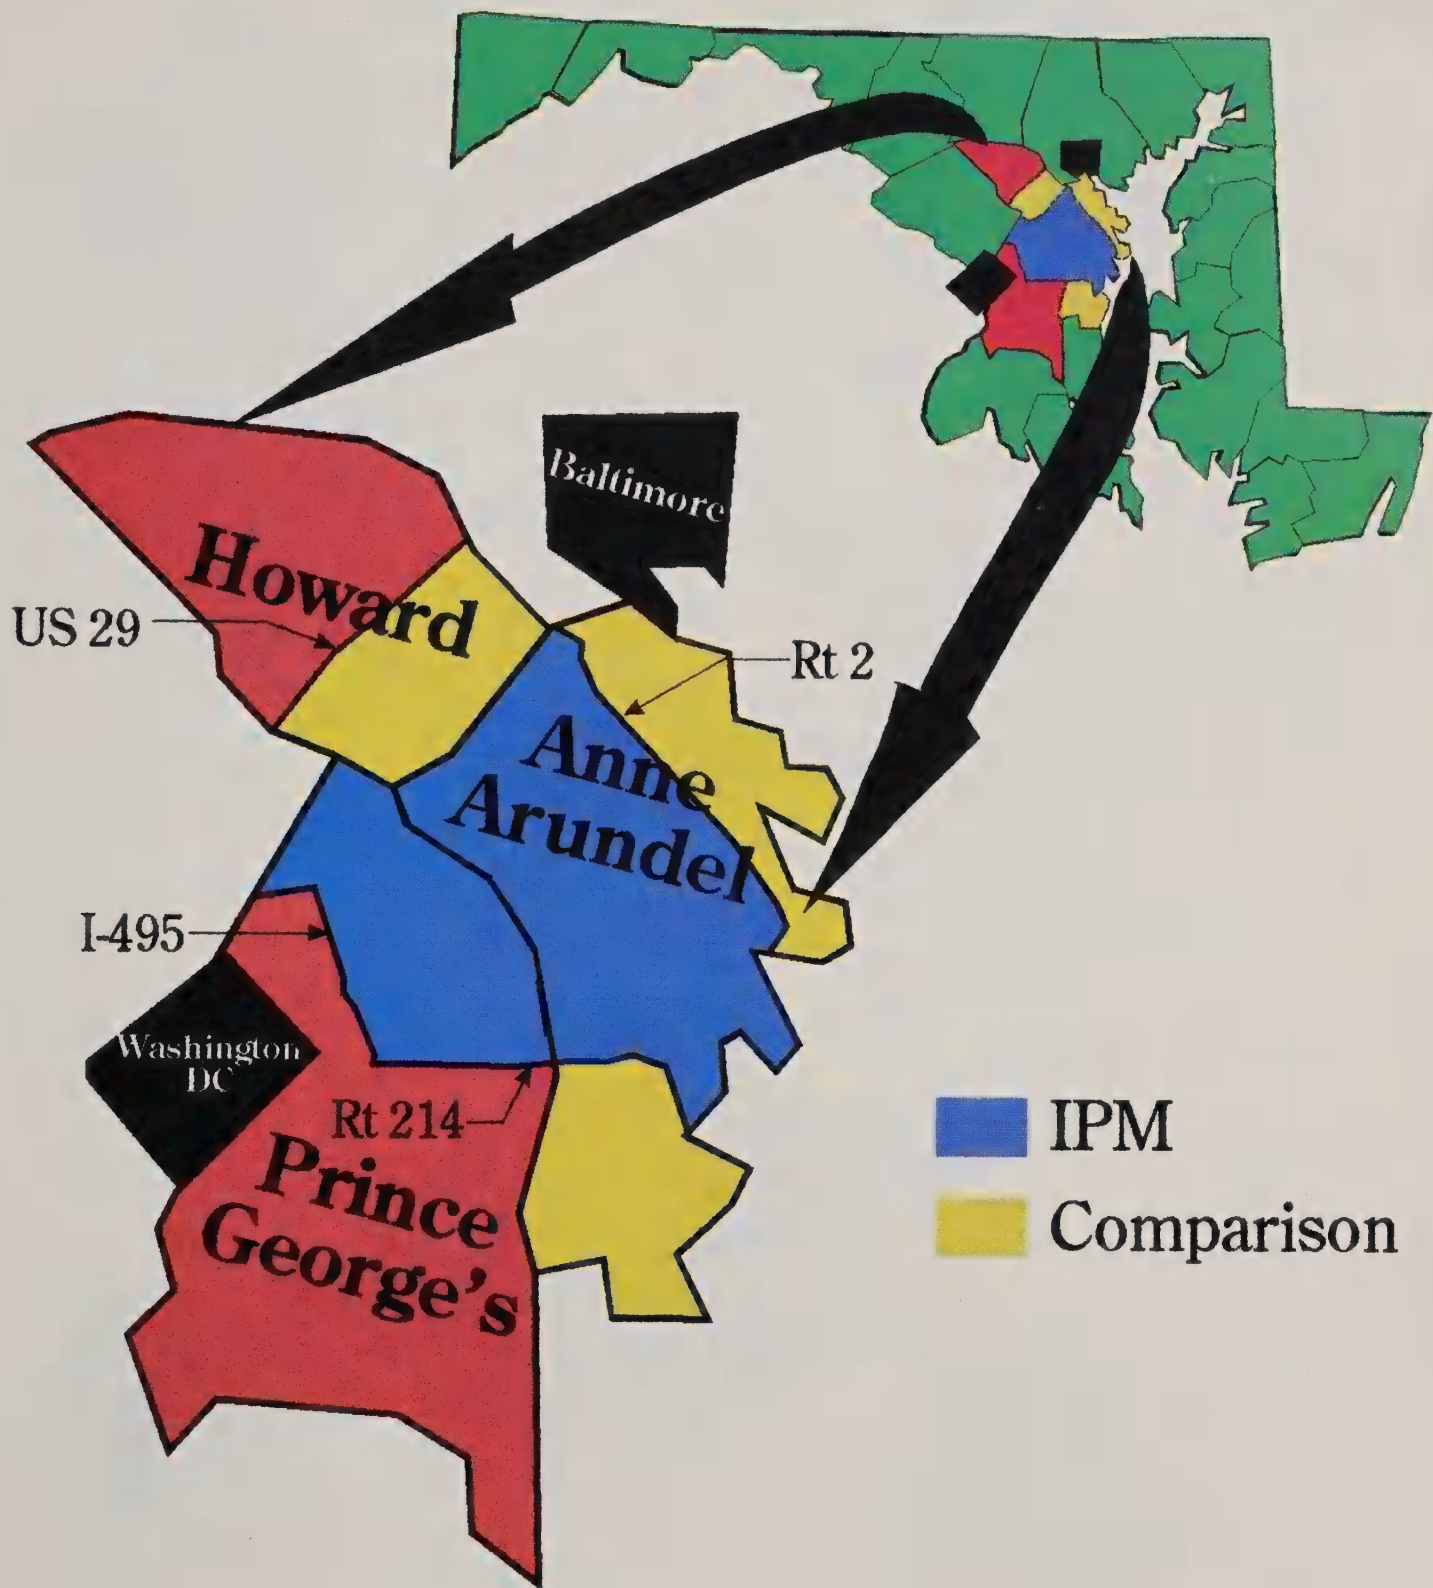 Baltimore
Howard
US 29
Rt 2
Anne
Arundel
I-495
Washington
DC
Rt 214
Prince
George's
IPM
Comparison